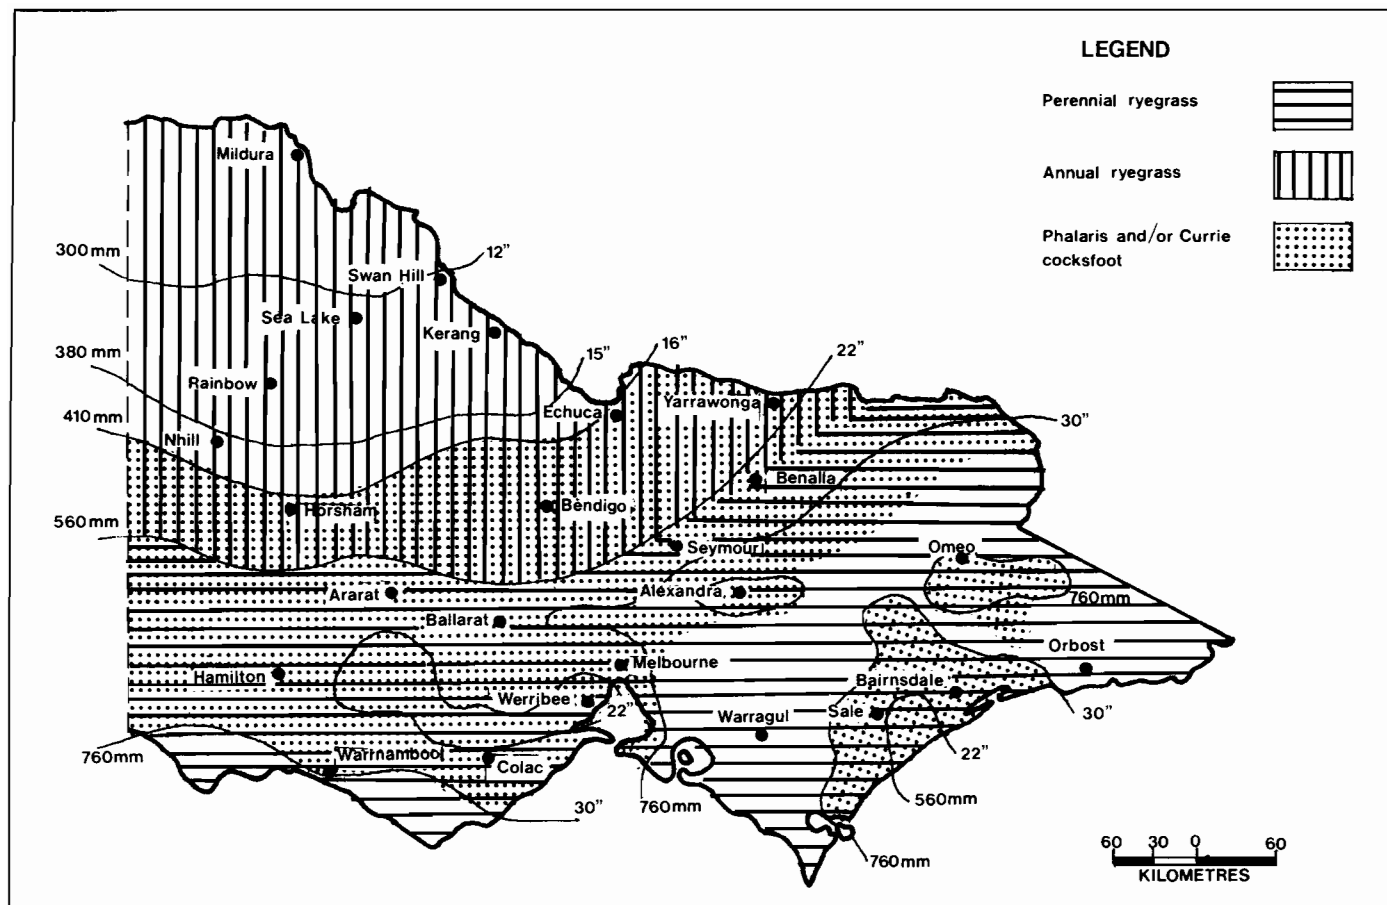 LEGEND
Perennial ryegrass
Annual ryegrass
Phalaris and/or Currie
cocksfoot
Mildura
300mm
12”
Swan Hill
Sea Lake
Kerang
380mm
15”
16”
22”
Rainbow
Echuca
Yarrawonga
410mm
30”
Nhill
Benalla
Horsham
Bendigo
560mm
Seymour
Omeo
Ararat
Alexandra
760mm
Ballarat
Orbost
Melbourne
Hamilton
Bairnsdale
Werribee
22”
Warragul
Sale
30”
760mm
Warrnambool
Colac
22”
560mm
30”
760mm
760mm
60 30 0 60
KILOMETRES